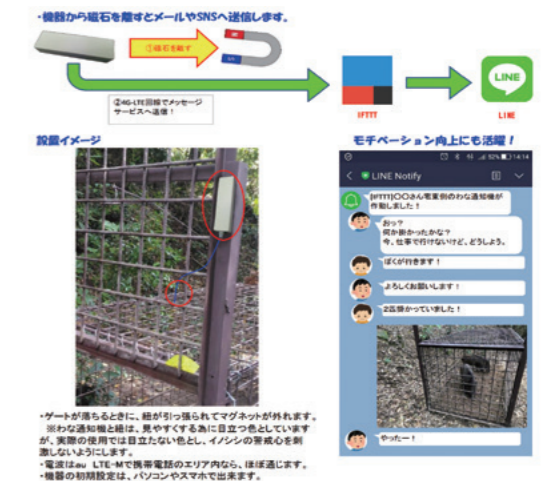 ・機器から磁石を離すとメールやSNSへ送信します。
①磁石を離す
②4G-LTE回線でメッセージ
サービスへ送信！
IFTTT
LINE
LINE
設置イメージ
モチベーション向上にも活躍！
52% 14:14
LINE Notify
[IFTTT]〇〇さん宅東側のわな通知機が
作動しました！
おっ？
何か掛かったかな？
今、仕事で行けないけど、どうしよう。
ぼくが行きます！
よろしくお願いします！
2匹掛かっていました！
やったー！
・ゲートが落ちるときに、紐が引っ張られてマグネットが外れます。
※わな通知機と紐は、見やすくする為に目立つ色としています
が、実際の使用では目立たない色とし、イノシシの警戒心を刺
激しないようにします。
・電波はau LTE-Mで携帯電話のエリア内なら、ほぼ通じます。
・機器の初期設定は、パソコンやスマホで出来ます。